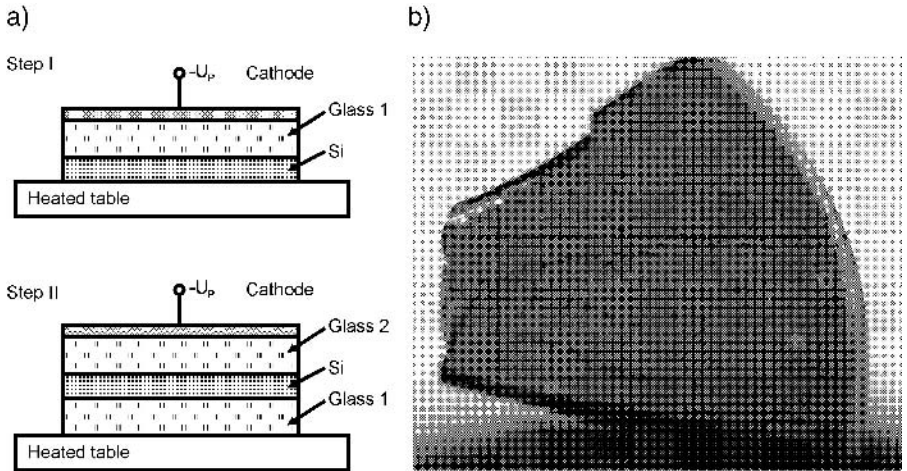 a)
Step I
-UP Cathode
Glass 1
Si
Heated table
Step II
-UP Cathode
Glass 2
Si
Glass 1
Heated table
b)